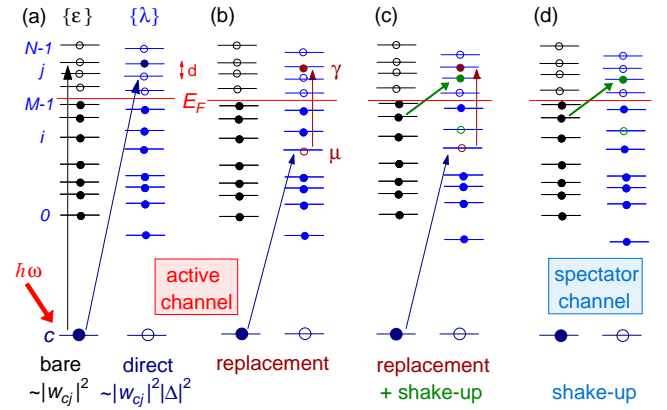 (a) {ε} {λ} (b) (c) (d)
N-1
j
d
γ
M-1
E_F
i
μ
0
ħω
active
channel
spectator
channel
c
bare direct replacement replacement
~|w_cj|² ~|w_cj|²|Δ|² + shake-up shake-up